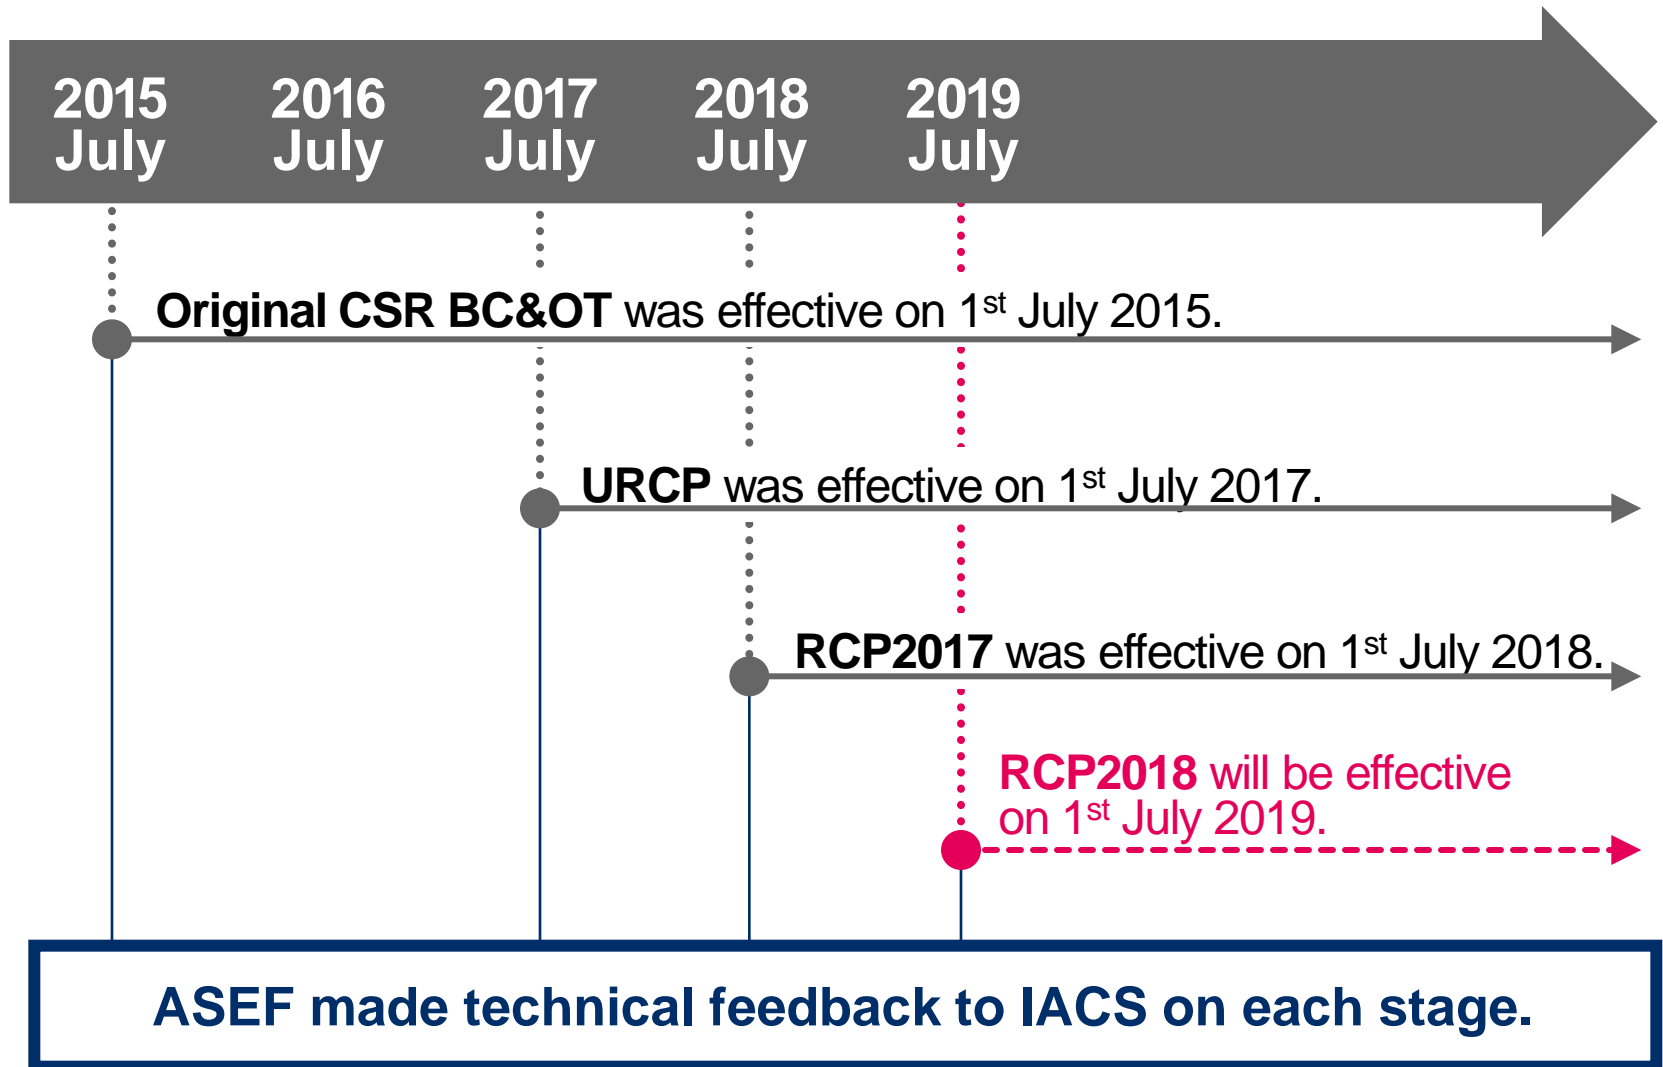 2015 July
2016 July
2017 July
2018 July
2019 July
Original CSR BC&OT was effective on 1st July 2015.
URCP was effective on 1st July 2017.
RCP2017 was effective on 1st July 2018.
RCP2018 will be effective
on 1st July 2019.
ASEF made technical feedback to IACS on each stage.